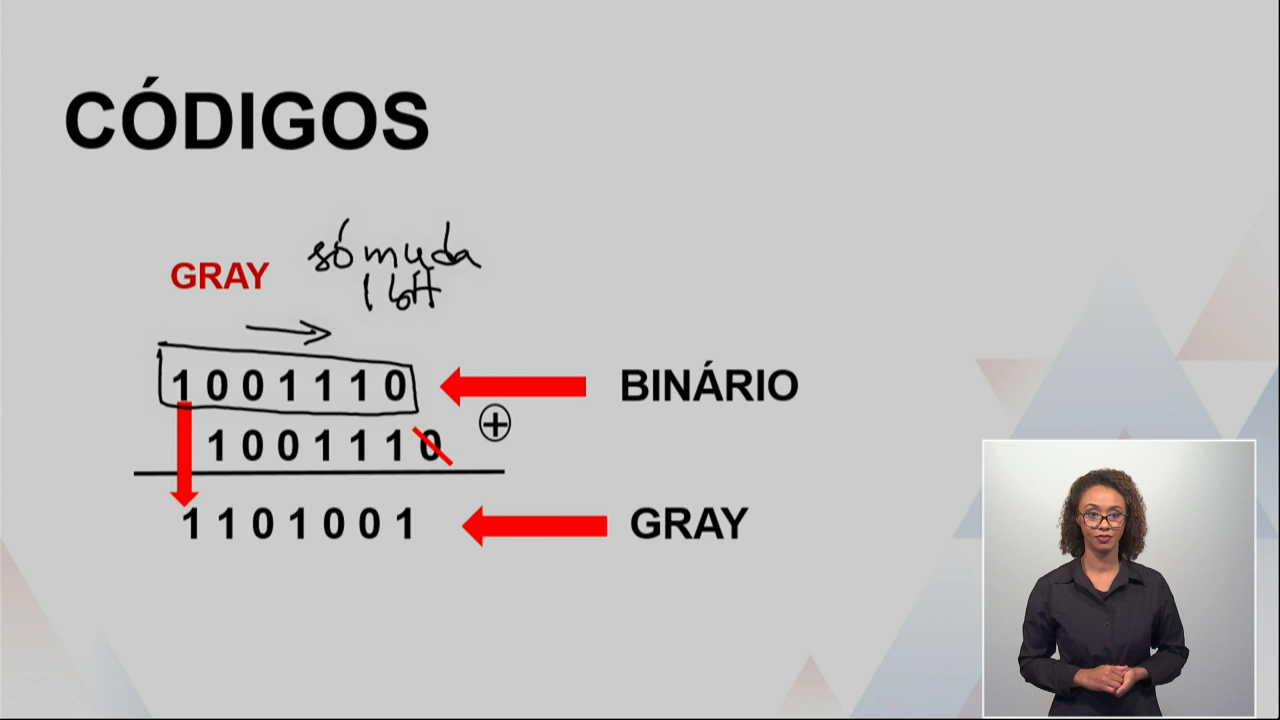 CÓDIGOS
GRAY
só muda
1 bit
1 0 0 1 1 1 0
BINÁRIO
⊕
1 0 0 1 1 1 0
1 1 0 1 0 0 1
GRAY